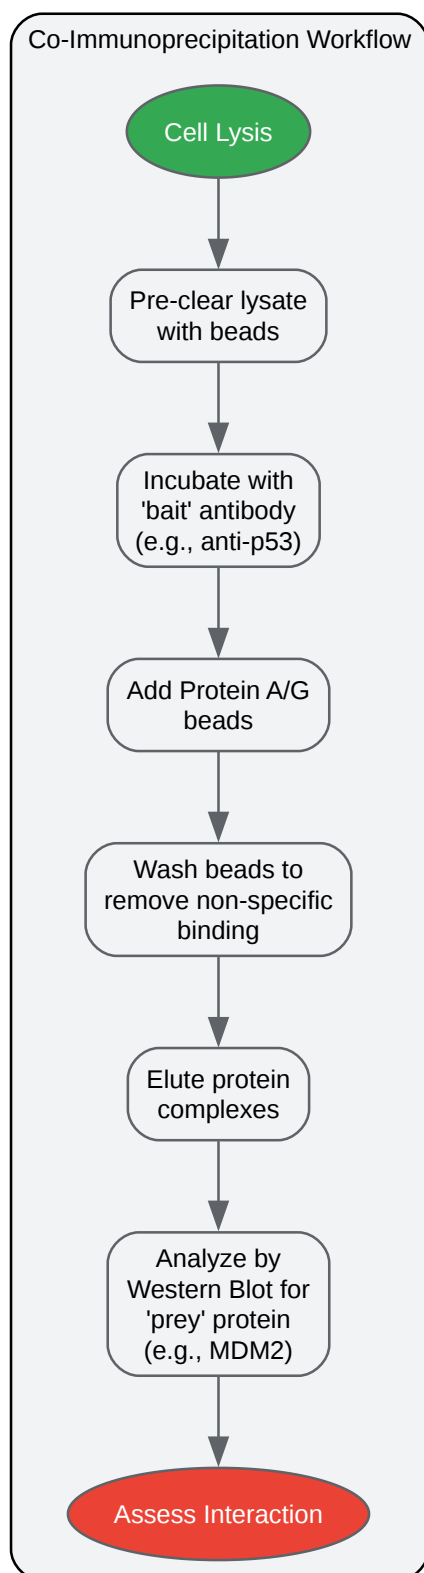 Co-Immunoprecipitation Workflow
Cell Lysis
Pre-clear lysate
with beads
Incubate with
'bait' antibody
(e.g., anti-p53)
Add Protein A/G
beads
Wash beads to
remove non-specific
binding
Elute protein
complexes
Analyze by
Western Blot for
'prey' protein
(e.g., MDM2)
Assess Interaction